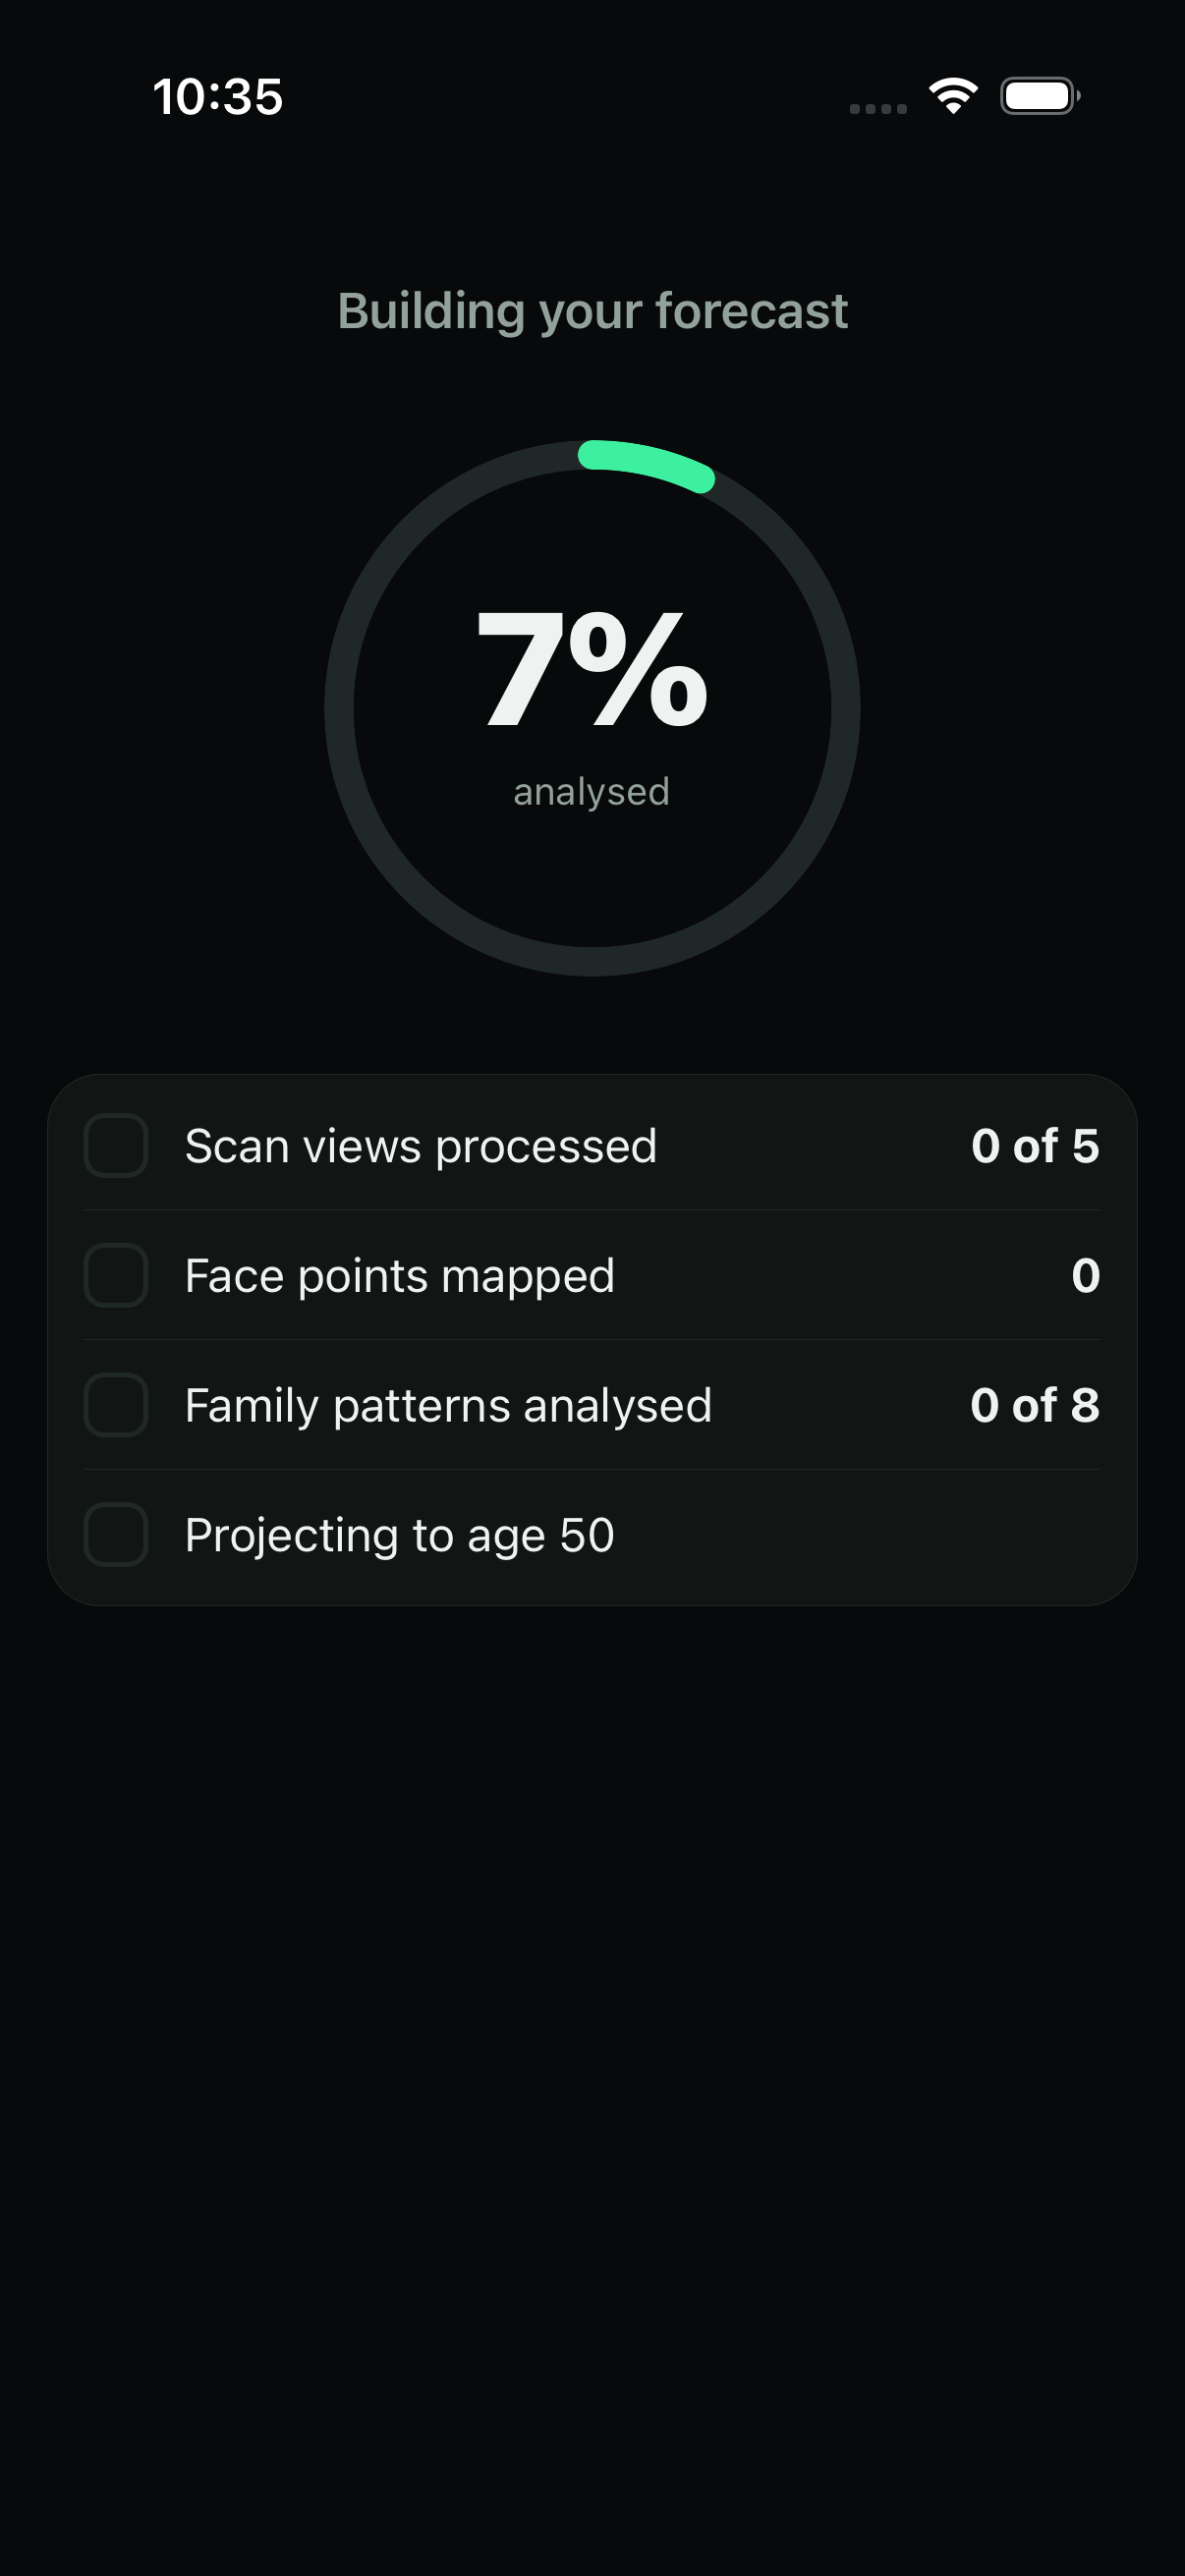 10:35
Building your forecast
7%
analysed
Scan views processed 0 of 5
Face points mapped 0
Family patterns analysed 0 of 8
Projecting to age 50